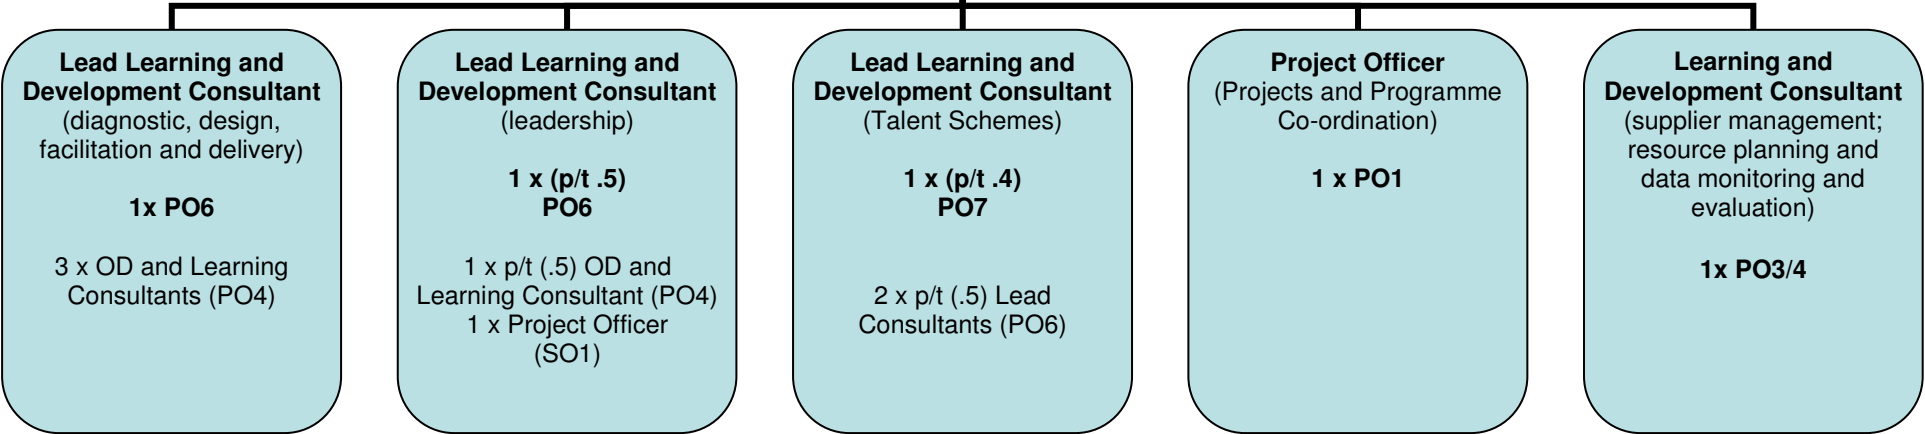 Lead Learning and
Development Consultant
(diagnostic, design,
facilitation and delivery)
1x PO6
3 x OD and Learning
Consultants (PO4)
Lead Learning and
Development Consultant
(leadership)
1 x (p/t .5)
PO6
1 x p/t (.5) OD and
Learning Consultant (PO4)
1 x Project Officer
(SO1)
Lead Learning and
Development Consultant
(Talent Schemes)
1 x (p/t .4)
PO7
2 x p/t (.5) Lead
Consultants (PO6)
Project Officer
(Projects and Programme
Co-ordination)
1 x PO1
Learning and
Development Consultant
(supplier management;
resource planning and
data monitoring and
evaluation)
1x PO3/4